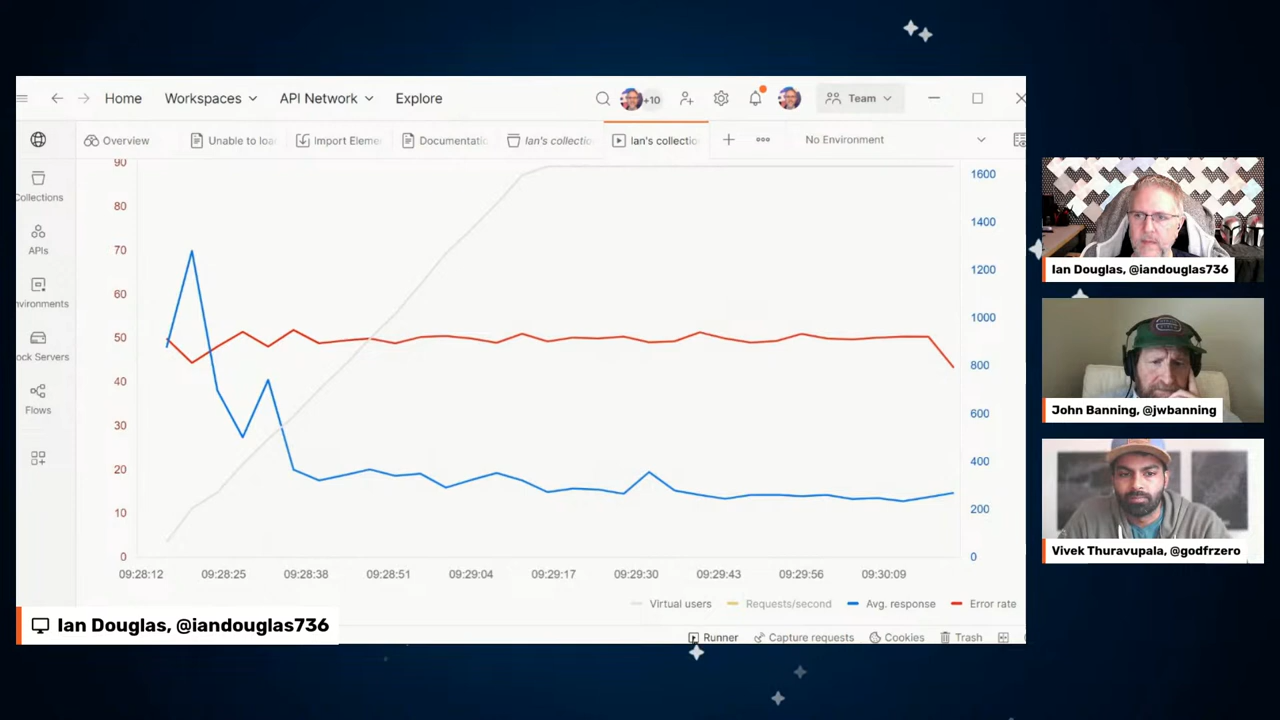 Home Workspaces API Network Explore +10 Team
Overview Unable to loa Import Eleme Documentatic Ian's collectio Ian's collectio No Environment
Collections
APIs
nvironments
ock Servers
Flows
90
80
70
60
50
40
30
20
10
0
1600
1400
1200
1000
800
600
400
200
0
09:28:12 09:28:25 09:28:38 09:28:51 09:29:04 09:29:17 09:29:30 09:29:43 09:29:56 09:30:09
Virtual users Requests/second Avg. response Error rate
Runner Capture requests Cookies Trash
Ian Douglas, @iandouglas736
Ian Douglas, @iandouglas736
John Banning, @jwbanning
Vivek Thuravupala, @godfrzero